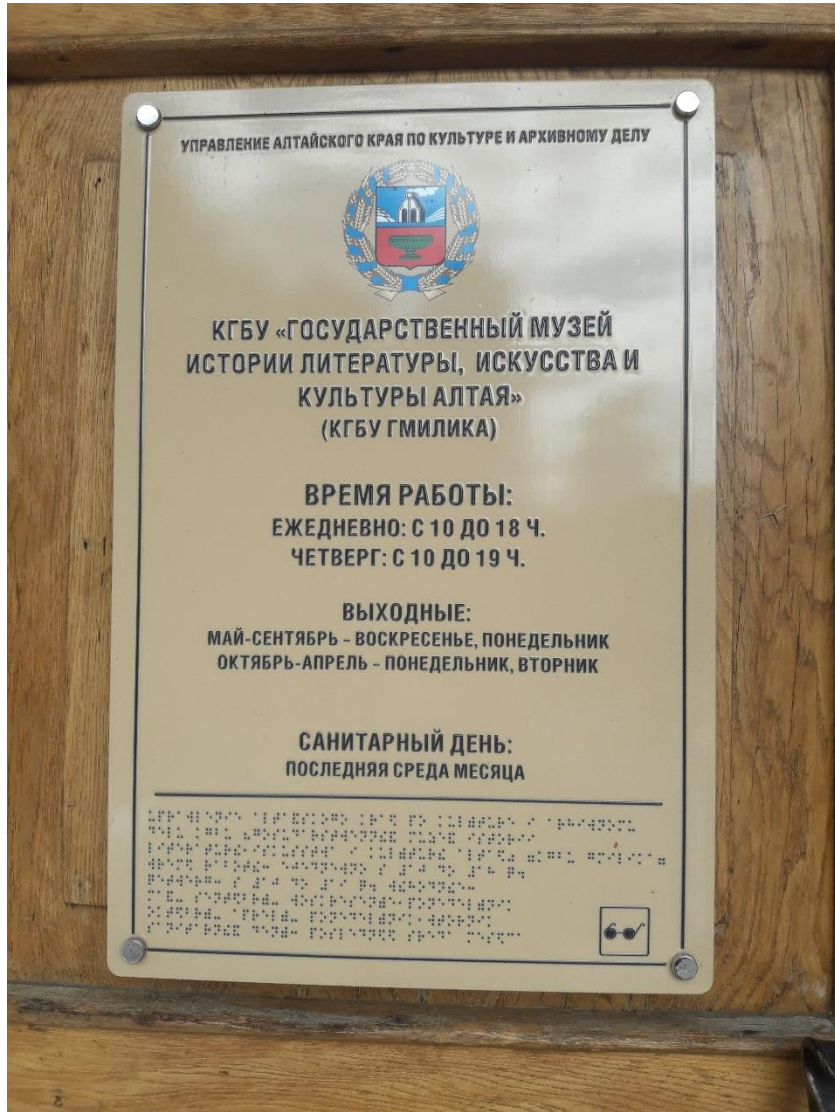 УПРАВЛЕНИЕ АЛТАЙСКОГО КРАЯ ПО КУЛЬТУРЕ И АРХИВНОМУ ДЕЛУ
КГБУ «ГОСУДАРСТВЕННЫЙ МУЗЕЙ
ИСТОРИИ ЛИТЕРАТУРЫ, ИСКУССТВА И
КУЛЬТУРЫ АЛТАЯ»
(КГБУ ГМИЛИКА)
ВРЕМЯ РАБОТЫ:
ЕЖЕДНЕВНО: С 10 ДО 18 Ч.
ЧЕТВЕРГ: С 10 ДО 19 Ч.
ВЫХОДНЫЕ:
МАЙ-СЕНТЯБРЬ – ВОСКРЕСЕНЬЕ, ПОНЕДЕЛЬНИК
ОКТЯБРЬ-АПРЕЛЬ – ПОНЕДЕЛЬНИК, ВТОРНИК
САНИТАРНЫЙ ДЕНЬ:
ПОСЛЕДНЯЯ СРЕДА МЕСЯЦА